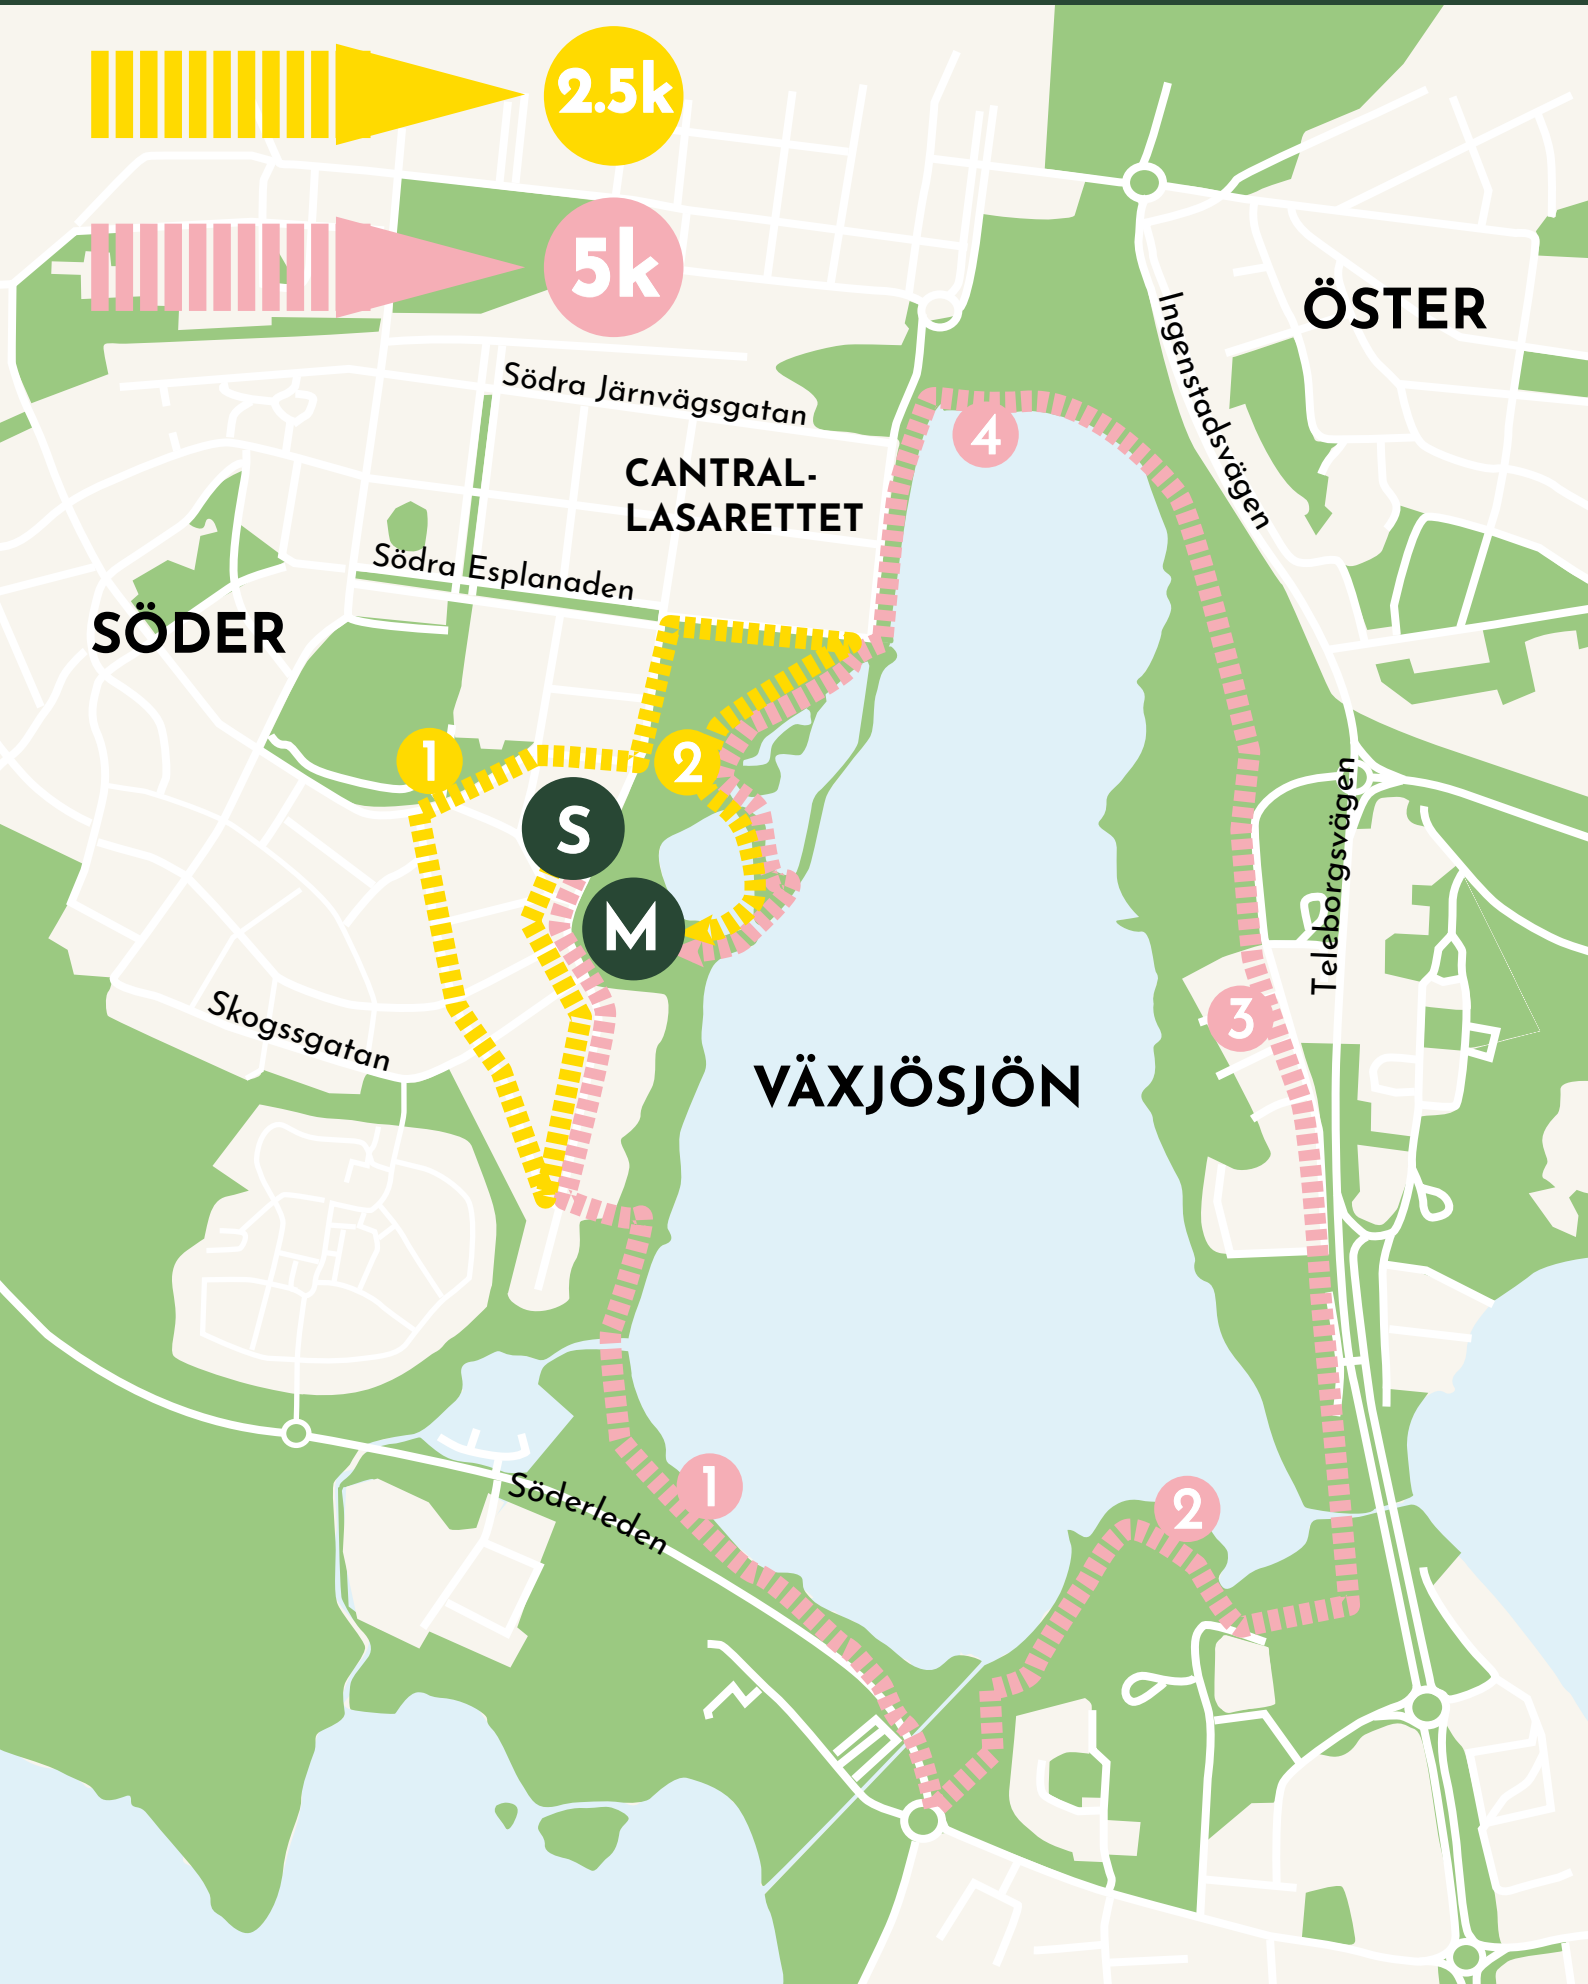 2.5k
5k
ÖSTER
Ingenstadsvägen
Södra Järnvägsgatan
4
CANTRAL-
LASARETTET
Södra Esplanaden
SÖDER
1
2
S
M
Teleborgsvägen
3
Skogssgatan
VÄXJÖSJÖN
1
2
Söderleden